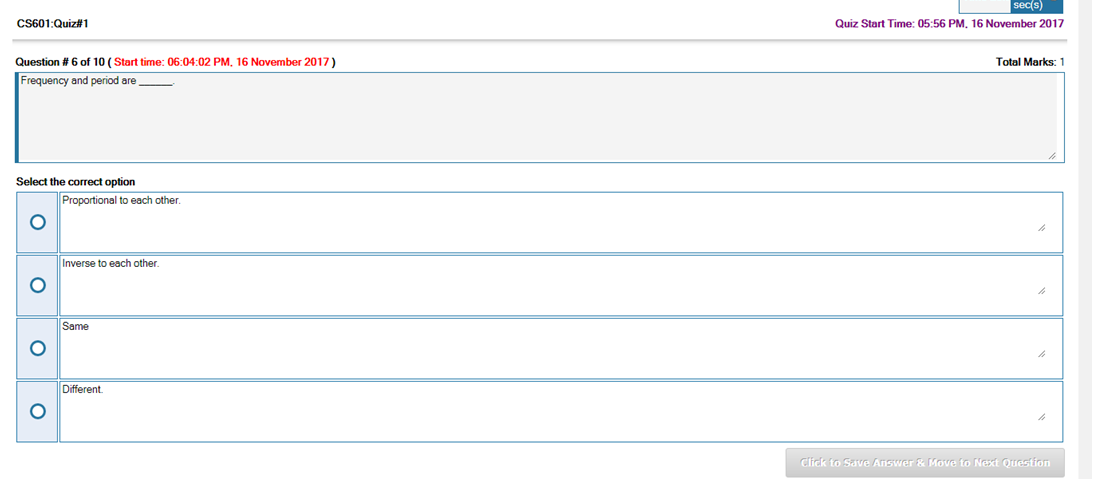 sec(s)
CS601:Quiz#1
Quiz Start Time: 05:56 PM, 16 November 2017
Question # 6 of 10 ( Start time: 06:04:02 PM, 16 November 2017 )
Total Marks: 1
Frequency and period are ______.
Select the correct option
Proportional to each other.
Inverse to each other.
Same
Different.
Click to Save Answer & Move to Next Question